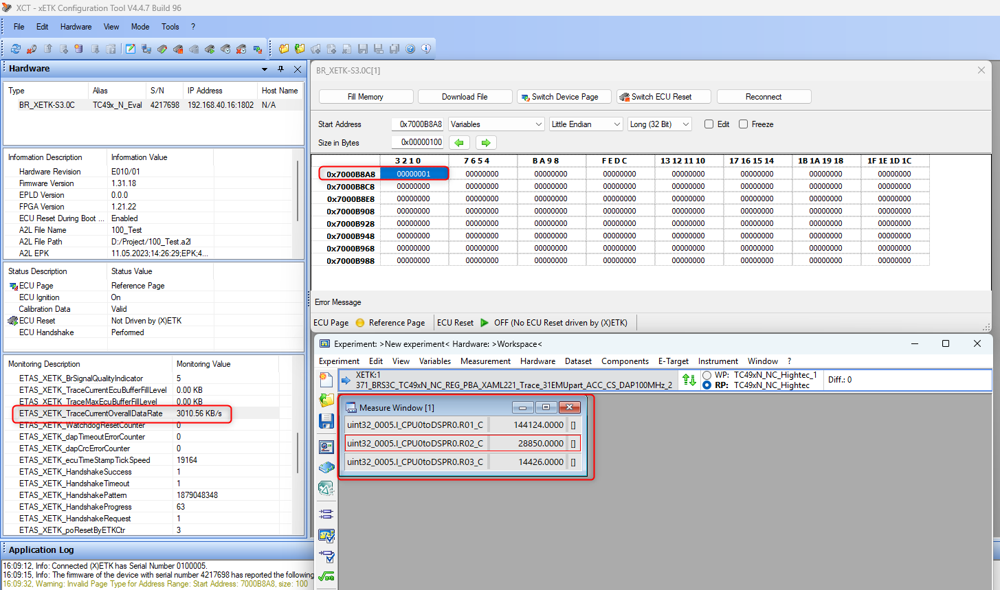 XCT - xETK Configuration Tool V4.4.7 Build 96
File Edit Hardware View Mode Tools ?
Hardware
Type Alias S/N IP Address Host Name
BR_XETK-S3.0C TC49x_N_Eval 4217698 192.168.40.16:1802 N/A
Information Description Information Value
Hardware Revision E010/01
Firmware Version 1.31.18
EPLD Version 0.0.0
FPGA Version 1.21.22
ECU Reset During Boot ... Enabled
A2L File Name 100_Test
A2L File Path D:/Project/100_Test.a2l
A2L EPK 11.05.2023;14:26:29;EPK;4...
Status Description Status Value
ECU Page Reference Page
ECU Ignition On
Calibration Data Valid
ECU Reset Not Driven by (X)ETK
ECU Handshake Performed
Monitoring Description Monitoring Value
ETAS_XETK_BrSignalQualityIndicator 5
ETAS_XETK_TraceCurrentEcuBufferFillLevel 0.00 KB
ETAS_XETK_TraceMaxEcuBufferFillLevel 0.00 KB
ETAS_XETK_TraceCurrentOverallDataRate 3010.56 KB/s
ETAS_XETK_WatchdogResetCounter 0
ETAS_XETK_dapTimeoutErrorCounter 0
ETAS_XETK_dapCrcErrorCounter 0
ETAS_XETK_ecuTimeStampTickSpeed 19164
ETAS_XETK_HandshakeSuccess 1
ETAS_XETK_HandshakeTimeout 1
ETAS_XETK_HandshakePattern 1879048348
ETAS_XETK_HandshakeProgress 63
ETAS_XETK_HandshakeRequest 1
ETAS_XETK_poResetByETKCtr 3
Application Log
16:09:12, Info: Connected (X)ETK has Serial Number 0100005.
16:09:15, Info: The firmware of the device with serial number 4217698 has reported the following
16:09:32, Warning: Invalid Page Type for Address Range: Start Address: 7000B8A8, size: 100
BR_XETK-S3.0C[1]
Fill Memory Download File Switch Device Page Switch ECU Reset Reconnect
Start Address 0x7000B8A8 Variables Little Endian Long (32 Bit) Edit Freeze
Size in Bytes 0x00000100
3 2 1 0 7 6 5 4 B A 9 8 F E D C 13 12 11 10 17 16 15 14 1B 1A 19 18 1F 1E 1D 1C
0x7000B8A8 00000001 00000000 00000000 00000000 00000000 00000000 00000000 00000000
0x7000B8C8 00000000 00000000 00000000 00000000 00000000 00000000 00000000 00000000
0x7000B8E8 00000000 00000000 00000000 00000000 00000000 00000000 00000000 00000000
0x7000B908 00000000 00000000 00000000 00000000 00000000 00000000 00000000 00000000
0x7000B928 00000000 00000000 00000000 00000000 00000000 00000000 00000000 00000000
0x7000B948 00000000 00000000 00000000 00000000 00000000 00000000 00000000 00000000
0x7000B968 00000000 00000000 00000000 00000000 00000000 00000000 00000000 00000000
0x7000B988 00000000 00000000 00000000 00000000 00000000 00000000 00000000 00000000
Error Message
ECU Page Reference Page ECU Reset OFF (No ECU Reset driven by (X)ETK)
Experiment: >New experiment< Hardware: >Workspace<
Experiment Edit View Variables Measurement Hardware Dataset Components E-Target Instrument Window ?
XETK:1
371_BRS3C_TC49xN_NC_REG_PBA_XAML221_Trace_31EMUpart_ACC_CS_DAP100MHz_2
WP: TC49xN_NC_Hightec_1
RP: TC49xN_NC_Hightec
Diff.: 0
Measure Window [1]
uint32_0005.I_CPU0toDSPR0.R01_C 144124.0000 []
uint32_0005.I_CPU0toDSPR0.R02_C 28850.0000 []
uint32_0005.I_CPU0toDSPR0.R03_C 14426.0000 []